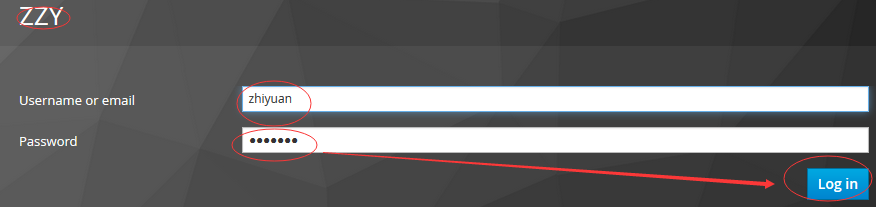 ZZY
Username or email zhiyuan
Password •••••••
Log in